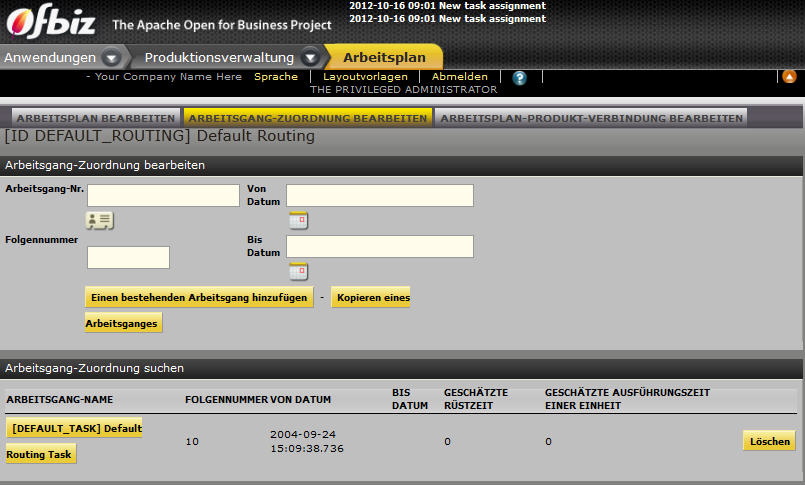 2012-10-16 09:01 New task assignment
2012-10-16 09:01 New task assignment
Ofbiz The Apache Open for Business Project
Anwendungen Produktionsverwaltung Arbeitsplan
- Your Company Name Here Sprache Layoutvorlagen Abmelden ?
THE PRIVILEGED ADMINISTRATOR
ARBEITSPLAN BEARBEITEN ARBEITSGANG-ZUORDNUNG BEARBEITEN ARBEITSPLAN-PRODUKT-VERBINDUNG BEARBEITEN
[ID DEFAULT_ROUTING] Default Routing
Arbeitsgang-Zuordnung bearbeiten
Arbeitsgang-Nr. Von
Datum
Folgennummer Bis
Datum
Einen bestehenden Arbeitsgang hinzufügen - Kopieren eines
Arbeitsganges
Arbeitsgang-Zuordnung suchen
ARBEITSGANG-NAME FOLGENNUMMER VON DATUM BIS DATUM GESCHÄTZTE RÜSTZEIT GESCHÄTZTE AUSFÜHRUNGSZEIT EINER EINHEIT
[DEFAULT_TASK] Default
Routing Task
10 2004-09-24 15:09:38.736 0 0 Löschen